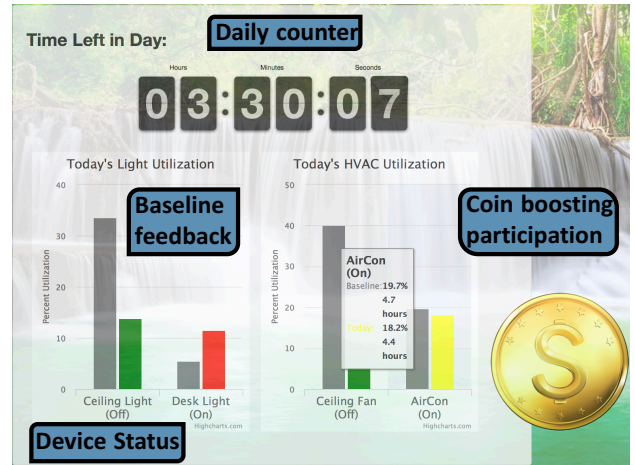 Time Left in Day:
Daily counter
Hours
Minutes
Seconds
03:30:07
Today's Light Utilization
Today's HVAC Utilization
Percent Utilization
40
30
20
10
0
Baseline
feedback
Ceiling Light
(Off)
Desk Light
(On)
Highcharts.com
Percent Utilization
50
40
30
20
10
0
AirCon
(On)
Baseline:19.7%
4.7
hours
Today: 18.2%
4.4
hours
Ceiling Fan
(Off)
AirCon
(On)
Highcharts.com
Coin boosting
participation
S
Device Status